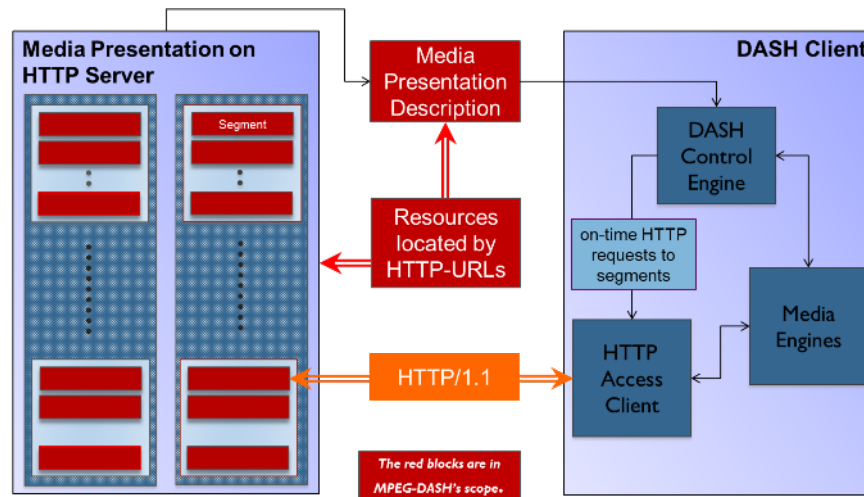 Media Presentation on
HTTP Server
Segment
Media
Presentation
Description
Resources
located by
HTTP-URLs
HTTP/1.1
The red blocks are in
MPEG-DASH's scope.
DASH Client
DASH
Control
Engine
on-time HTTP
requests to
segments
HTTP
Access
Client
Media
Engines